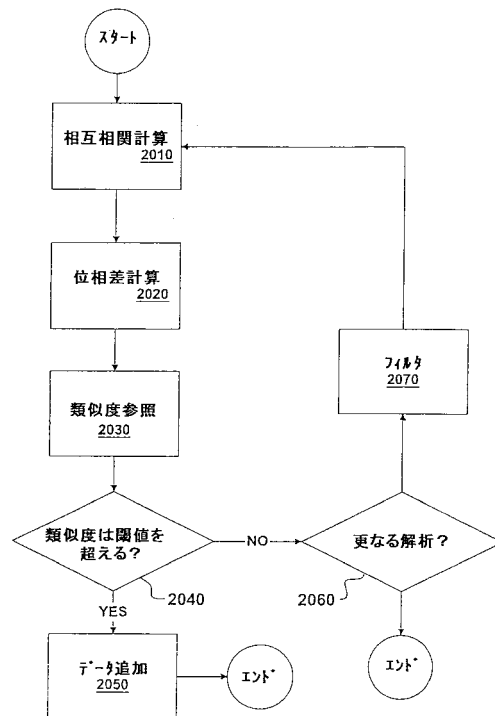 スタート
相互相関計算
2010
位相差計算
2020
類似度参照
2030
類似度は閾値を
超える?
2040
NO
更なる解析?
2060
フィルタ
2070
YES
データ追加
2050
エンド
エンド